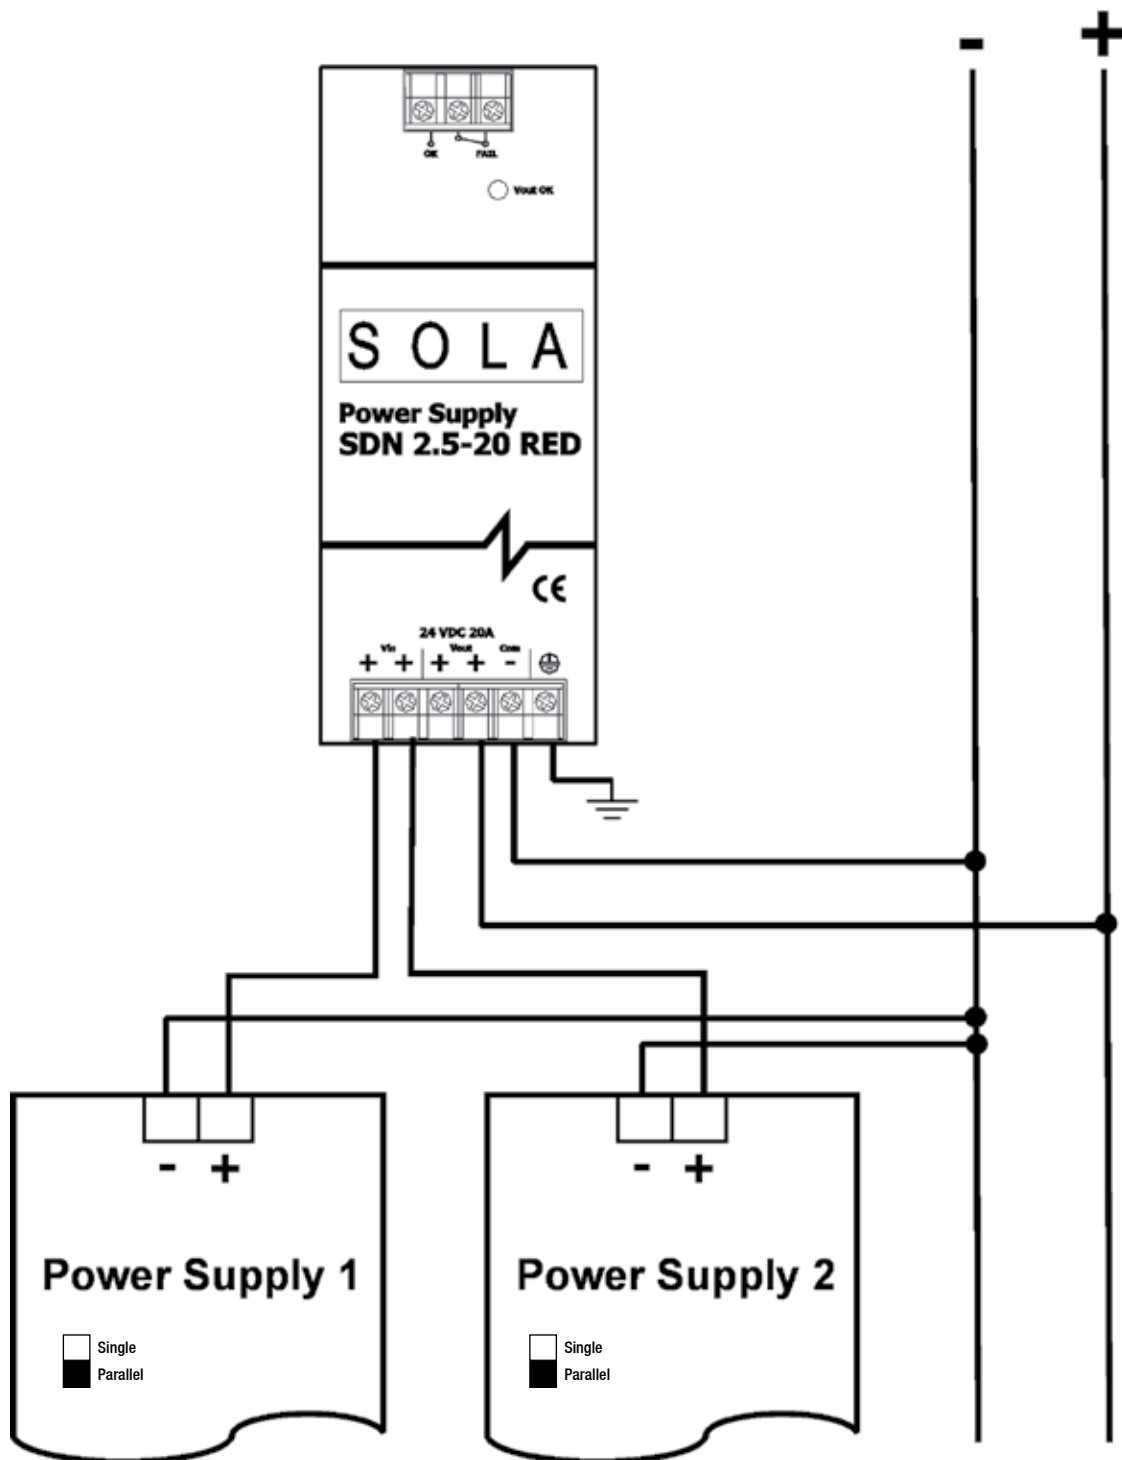 - +
OK FAIL
Vout OK
S O L A
Power Supply
SDN 2.5-20 RED
CE
24 VDC 20A
Vin Vout Com
+ + + + -
- + - +
Power Supply 1 Power Supply 2
Single Single
Parallel Parallel